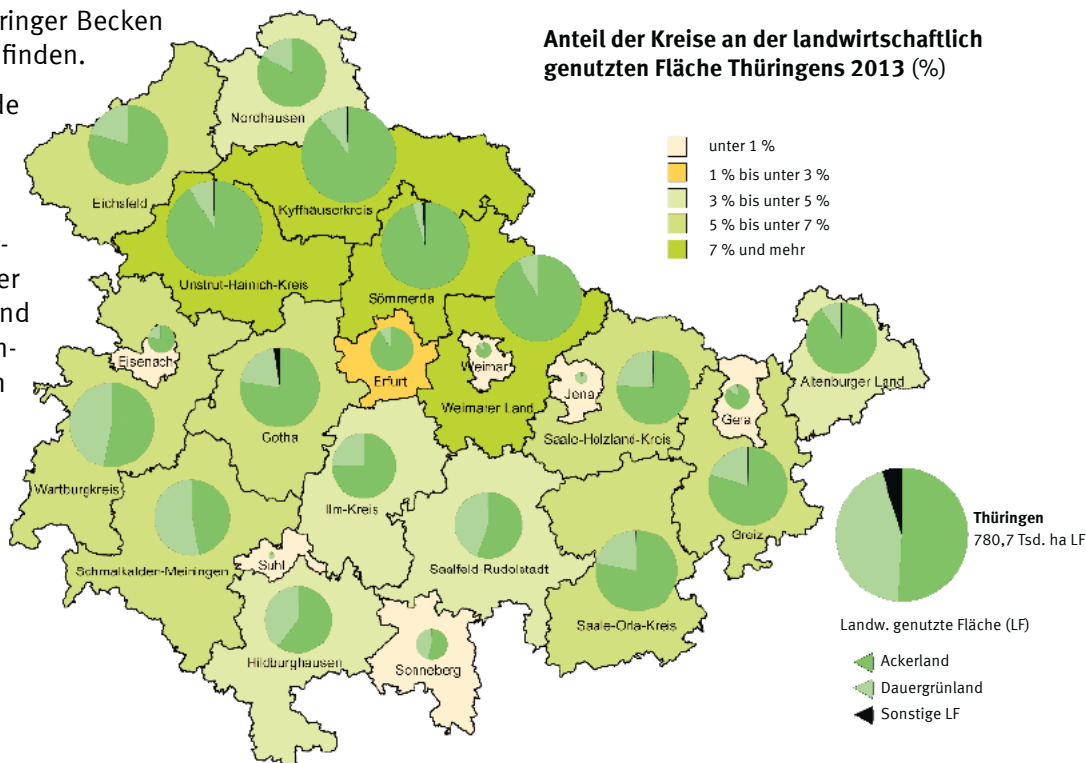 ringer Becken
finden.
de
er
nd
n-
n
Anteil der Kreise an der landwirtschaftlich
genutzten Fläche Thüringens 2013 (%)
unter 1 %
1 % bis unter 3 %
3 % bis unter 5 %
5 % bis unter 7 %
7 % und mehr
Nordhausen
Eichsfeld
Kyffhäuserkreis
Unstrut-Hainich-Kreis
Sömmerda
Eisenach
Erfurt
Weimar
Weimarer Land
Jena
Gera
Altenburger Land
Gotha
Saale-Holzland-Kreis
Wartburgkreis
Ilm-Kreis
Greiz
Schmalkalden-Meiningen
Suhl
Saalfeld-Rudolstadt
Saale-Orla-Kreis
Hildburghausen
Sonneberg
Thüringen
780,7 Tsd. ha LF
Landw. genutzte Fläche (LF)
Ackerland
Dauergrünland
Sonstige LF